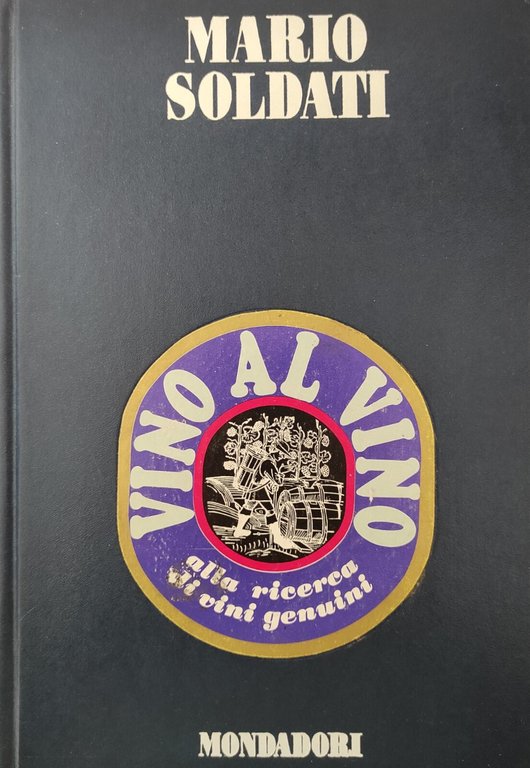 MARIO
SOLDATI
VINO AL VINO
alla ricerca
di vini genuini
MONDADORI